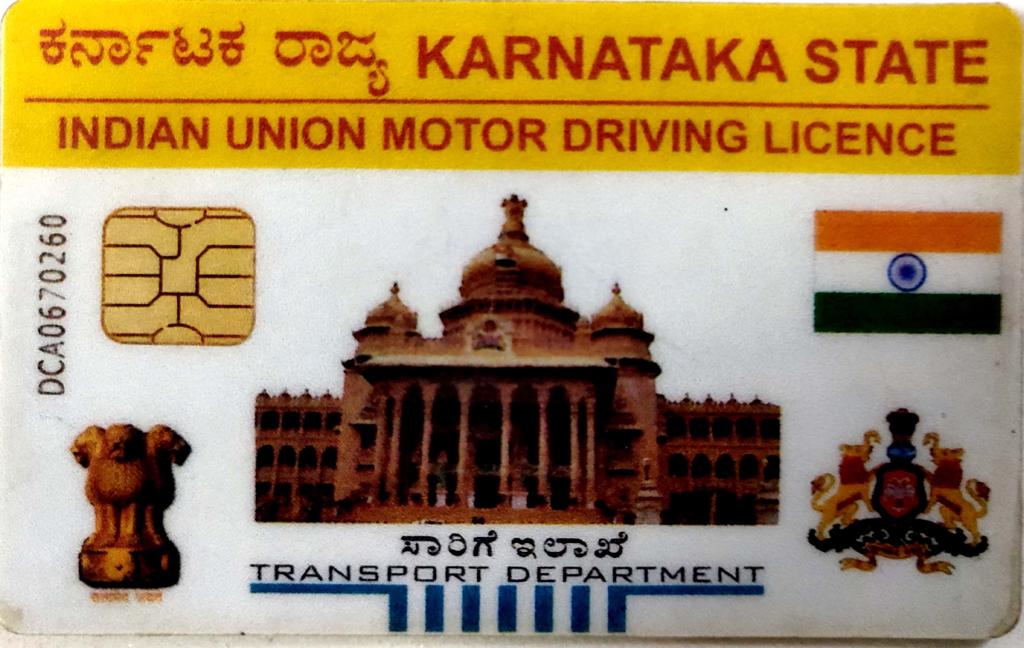 ಕರ್ನಾಟಕ ರಾಜ್ಯ KARNATAKA STATE
INDIAN UNION MOTOR DRIVING LICENCE
DCA0670260
ಸಾರಿಗೆ ಇಲಾಖೆ
TRANSPORT DEPARTMENT